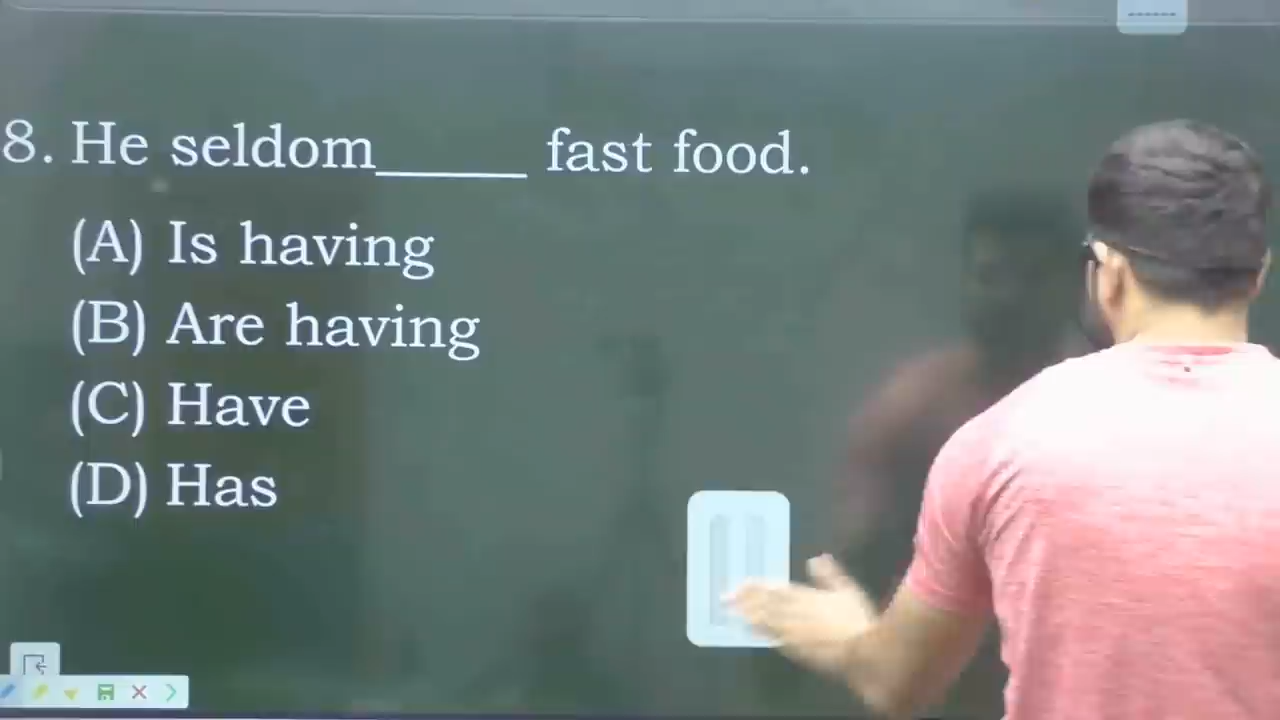 8. He seldom_____ fast food.
(A) Is having
(B) Are having
(C) Have
(D) Has